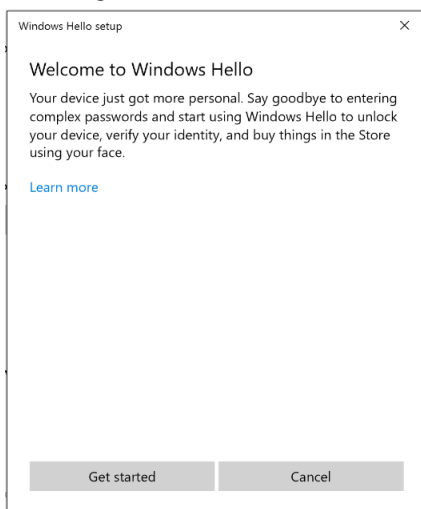 Windows Hello setup
Welcome to Windows Hello
Your device just got more personal. Say goodbye to entering
complex passwords and start using Windows Hello to unlock
your device, verify your identity, and buy things in the Store
using your face.
Learn more
Get started
Cancel